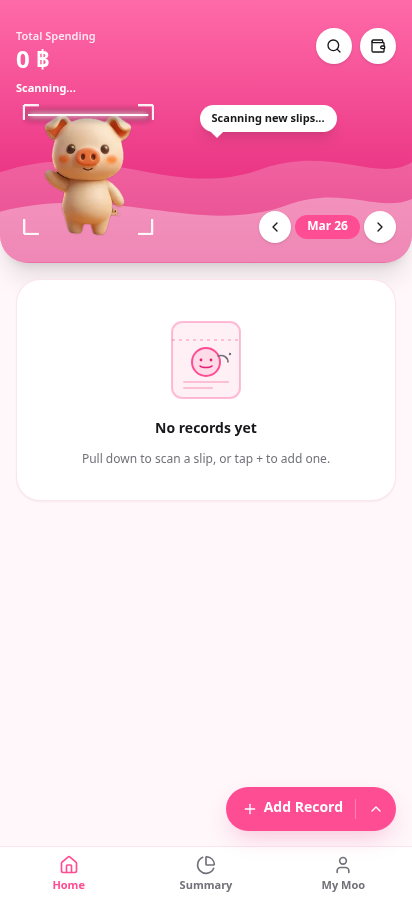 Total Spending
0 ฿
Scanning...
Scanning new slips...
Mar 26
No records yet
Pull down to scan a slip, or tap + to add one.
Add Record
Home
Summary
My Moo